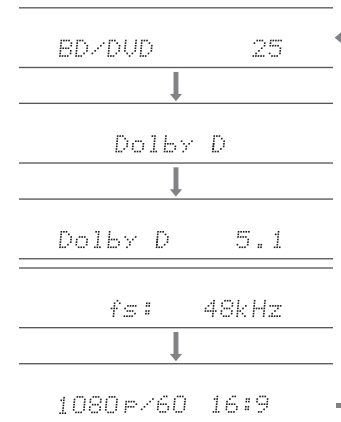 BD/DVD 25
Dolby D
Dolby D 5.1
fs: 48kHz
1080p/60 16:9